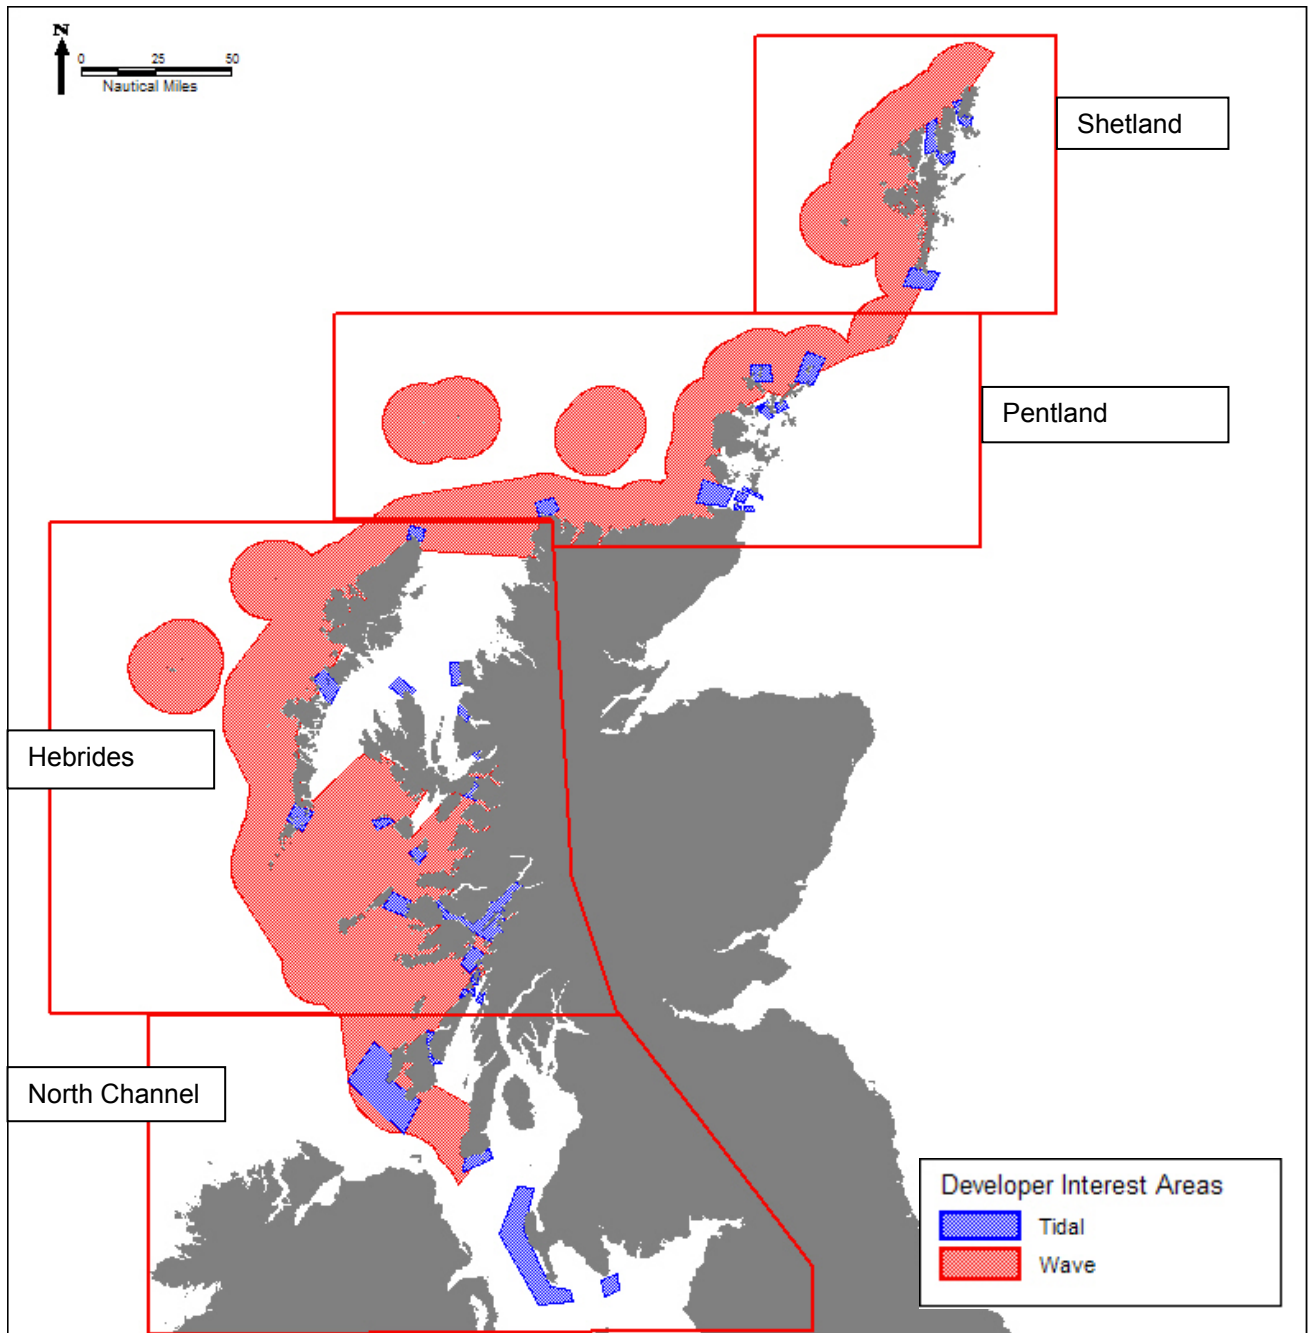 N
0 25 50
Nautical Miles
Shetland
Pentland
Hebrides
North Channel
Developer Interest Areas
Tidal
Wave